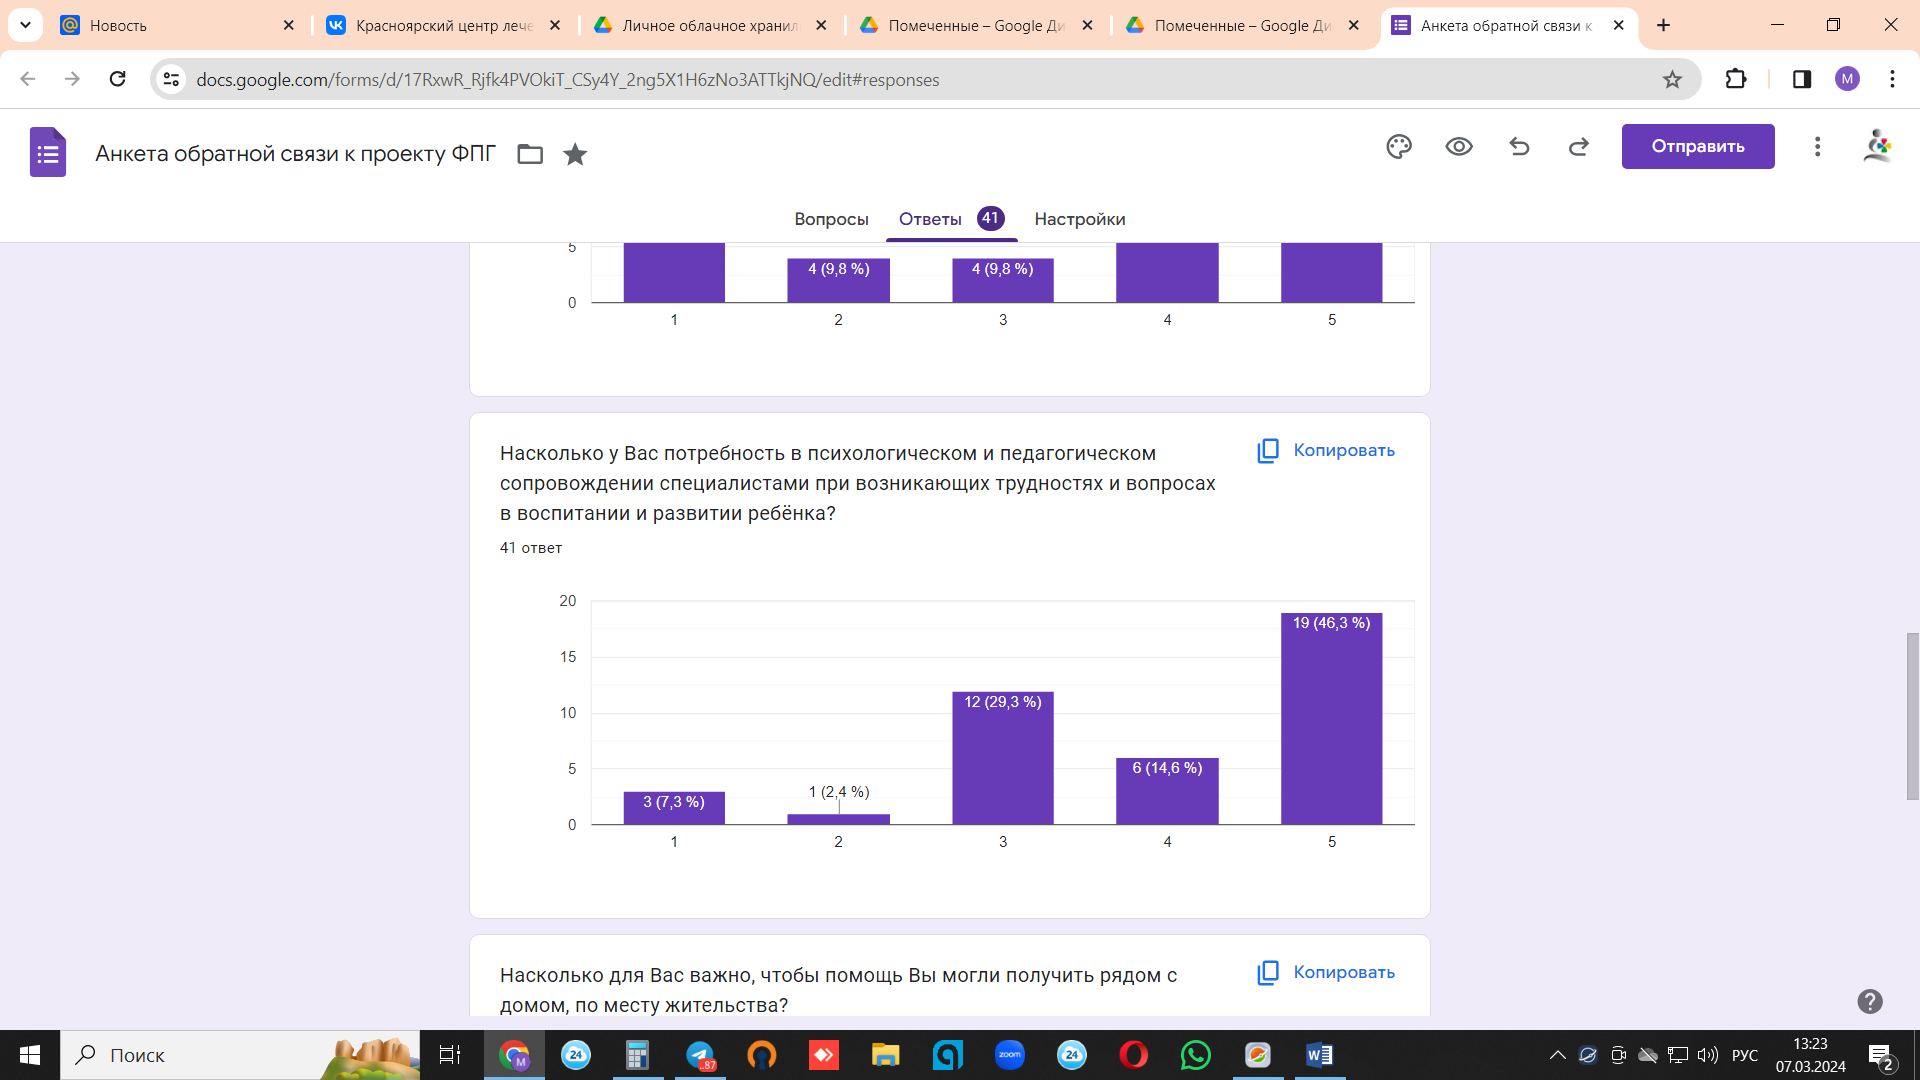 Новость
Красноярский центр лече
Личное облачное хранил
Помеченные – Google Ди
Помеченные – Google Ди
Анкета обратной связи к
docs.google.com/forms/d/17RxwR_Rjfk4PVOkiT_CSy4Y_2ng5X1H6zNo3ATTkjNQ/edit#responses
M
Анкета обратной связи к проекту ФПГ
Отправить
Вопросы
Ответы 41
Настройки
5
4 (9,8 %)
4 (9,8 %)
0
1 2 3 4 5
Насколько у Вас потребность в психологическом и педагогическом
сопровождении специалистами при возникающих трудностях и вопросах
в воспитании и развитии ребёнка?
Копировать
41 ответ
20
19 (46,3 %)
15
12 (29,3 %)
10
6 (14,6 %)
5
3 (7,3 %)
1 (2,4 %)
0
1 2 3 4 5
Насколько для Вас важно, чтобы помощь Вы могли получить рядом с
домом, по месту жительства?
Копировать
Поиск
M
24
..87
zoom
24
РУС
13:23
07.03.2024
2